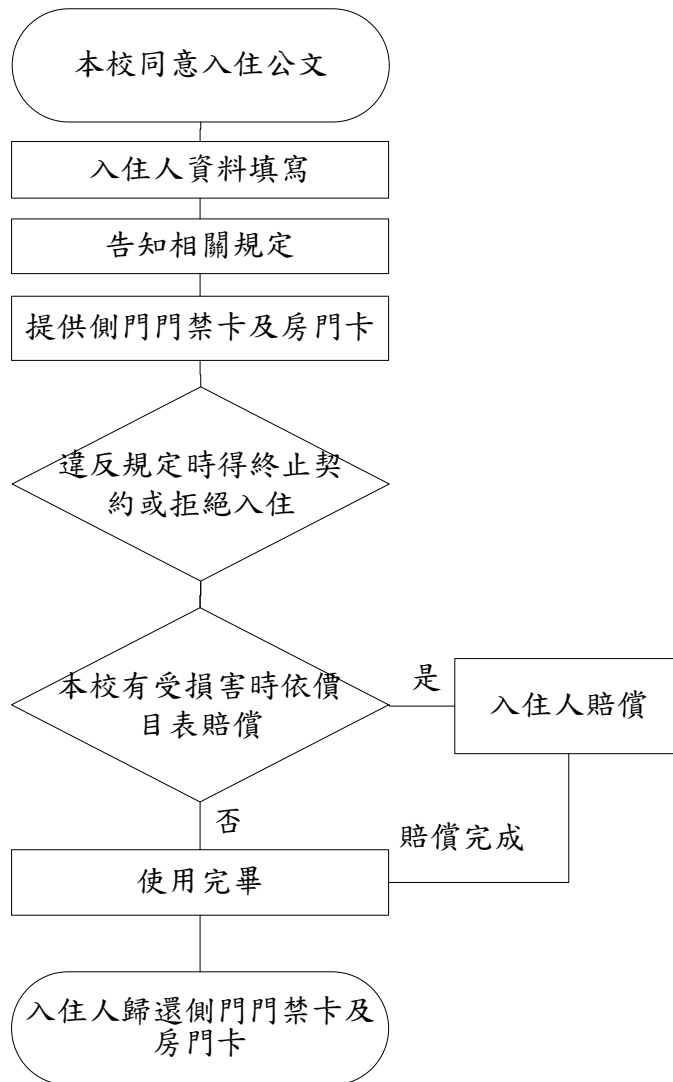 本校同意入住公文
入住人資料填寫
告知相關規定
提供側門門禁卡及房門卡
違反規定時得終止契
約或拒絕入住
本校有受損害時依價
目表賠償
是
入住人賠償
否
賠償完成
使用完畢
入住人歸還側門門禁卡及
房門卡